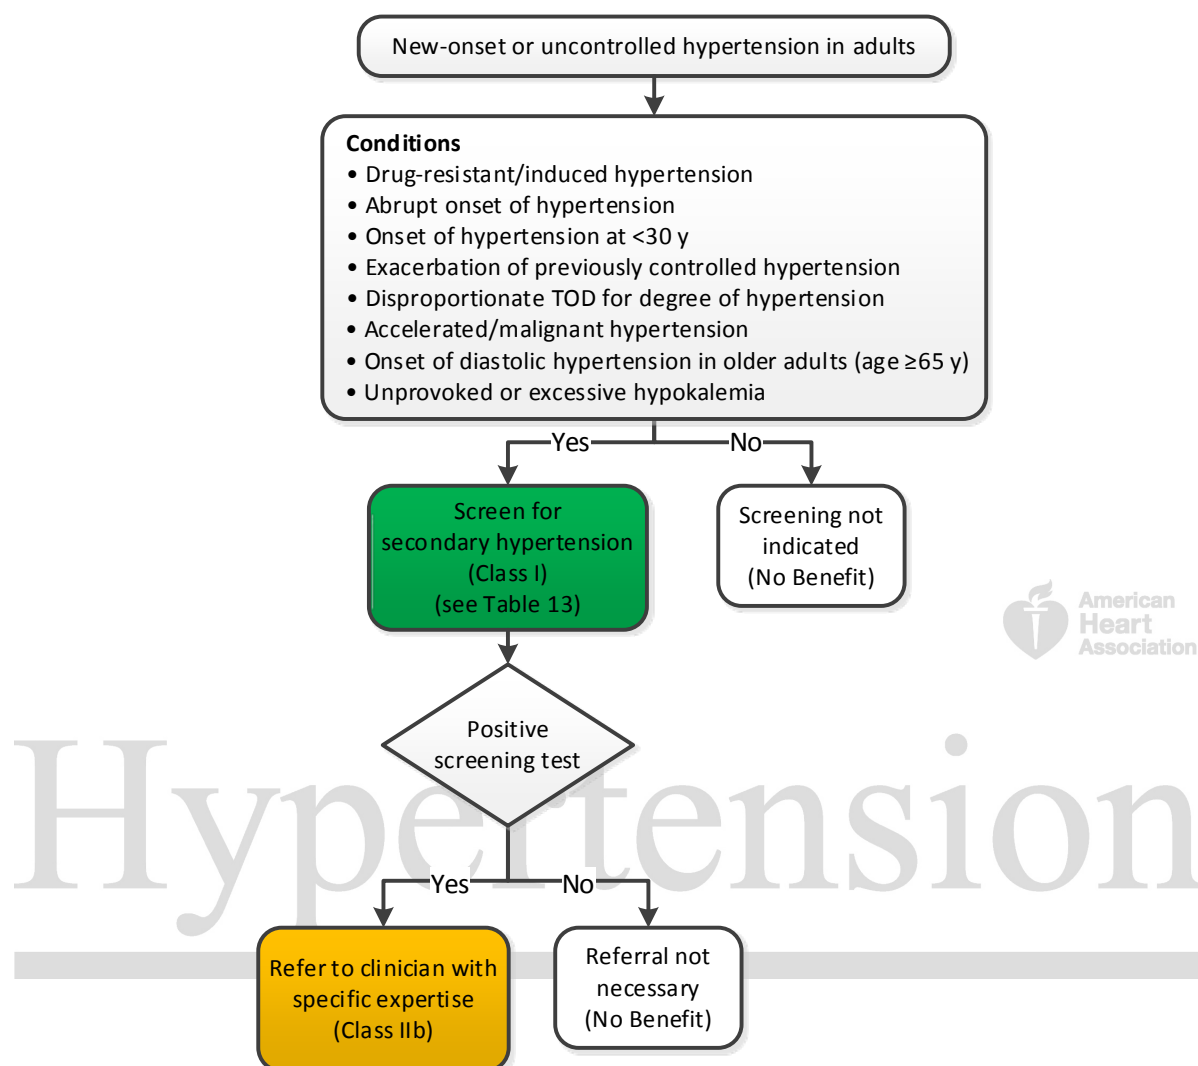 New-onset or uncontrolled hypertension in adults
Conditions
• Drug-resistant/induced hypertension
• Abrupt onset of hypertension
• Onset of hypertension at <30 y
• Exacerbation of previously controlled hypertension
• Disproportionate TOD for degree of hypertension
• Accelerated/malignant hypertension
• Onset of diastolic hypertension in older adults (age ≥65 y)
• Unprovoked or excessive hypokalemia
Yes
No
Screen for
secondary hypertension
(Class I)
(see Table 13)
Screening not
indicated
(No Benefit)
American
Heart
Association
Positive
screening test
Hypertension
Yes
No
Refer to clinician with
specific expertise
(Class IIb)
Referral not
necessary
(No Benefit)